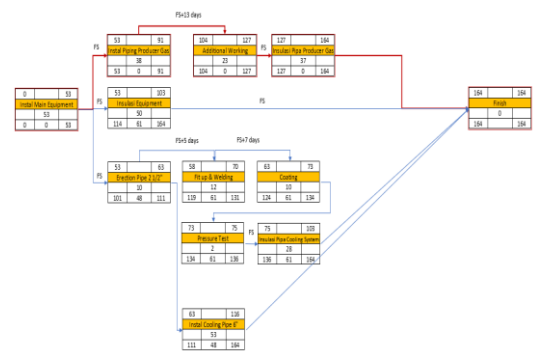 FS+13 days
53 91
Instal Piping Producer Gas
38
53 0 91
FS
104 127
Additional Working
23
104 0 127
FS
127 164
Insulasi Pipa Producer Gas
37
127 0 164
0 53
Instal Main Equipment
53
0 0 53
FS
53 103
Insulasi Equipment
50
114 61 164
FS
164 164
Finish
0
164 164
FS+5 days
FS+7 days
FS
53 63
Erection Pipe 2 1/2"
10
101 48 111
58 70
Fit up & Welding
12
119 61 131
63 73
Coating
10
124 61 134
73 75
Pressure Test
2
134 61 136
FS
75 103
Insulasi Pipa Cooling System
28
136 61 164
63 116
Instal Cooling Pipe 6"
53
111 48 164